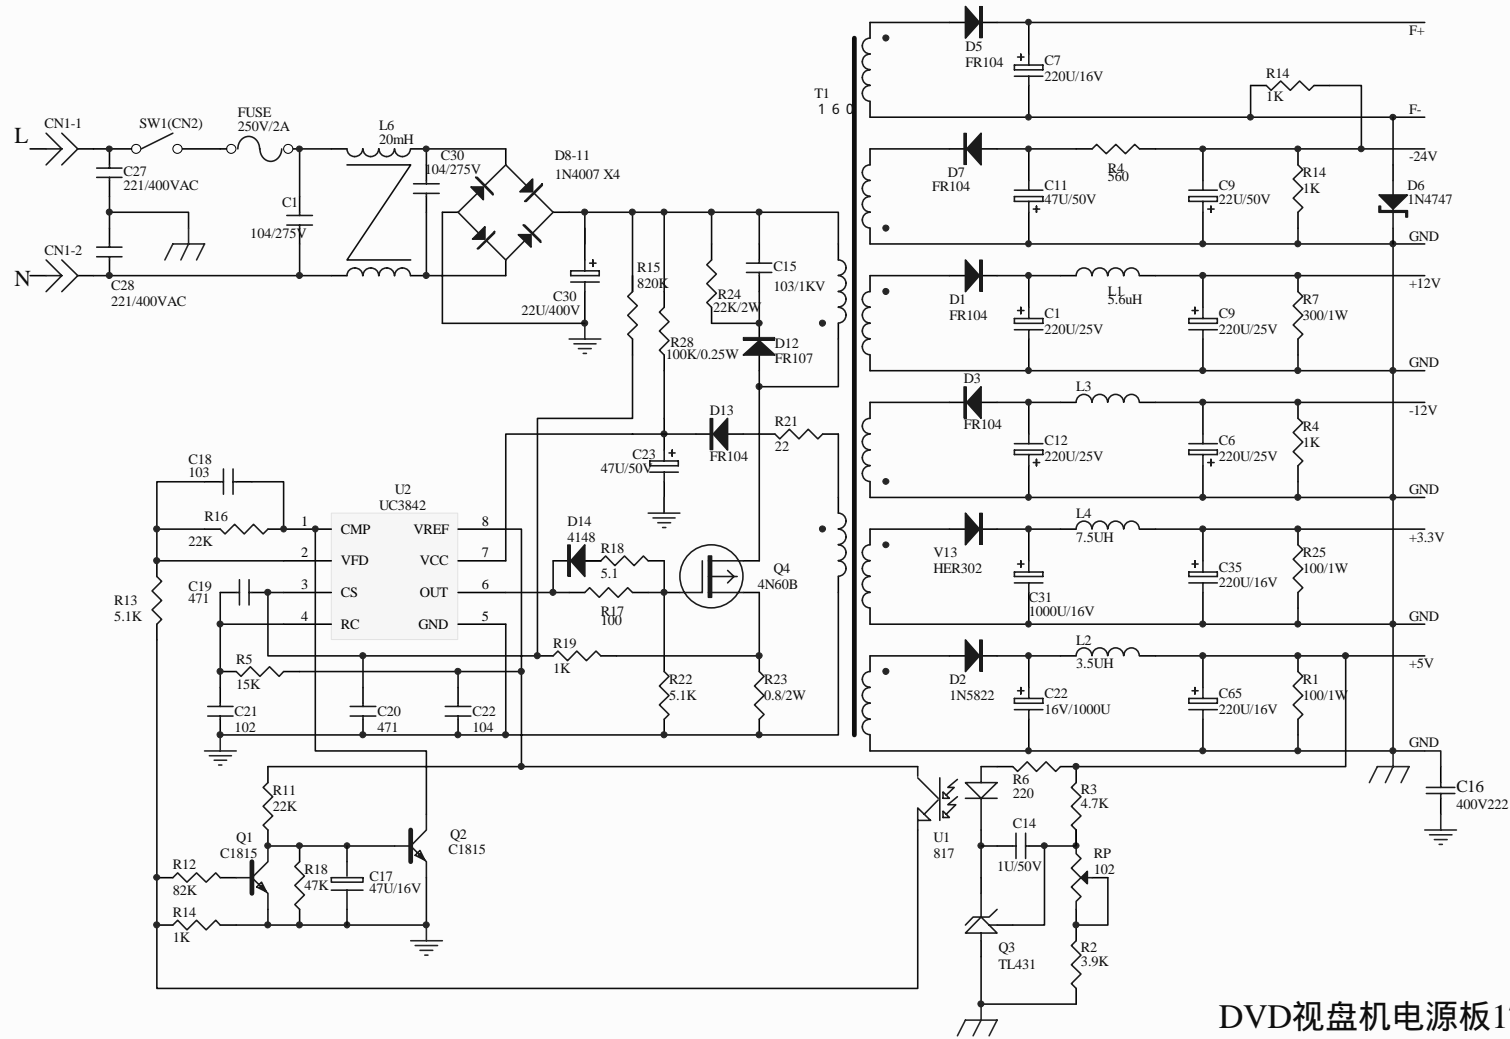 L
CN1-1
SW1(CN2)
FUSE
250V/2A
L6
20mH
C30
104/275V
D8-11
1N4007 X4
C27
221/400VAC
C1
104/275V
N
CN1-2
C28
221/400VAC
C30
22U/400V
R15
820K
R24
22K/2W
C15
103/1KV
R28
100K/0.25W
D12
FR107
T1
160
D13
FR104
R21
22
C23
47U/50V
C18
103
R16
22K
U2
UC3842
1
CMP
VREF
8
2
VFD
VCC
7
3
CS
OUT
6
4
RC
GND
5
C19
471
R13
5.1K
D14
4148
R18
5.1
R17
100
Q4
4N60B
R5
15K
R19
1K
R22
5.1K
R23
0.8/2W
C21
102
C20
471
C22
104
R11
22K
Q1
C1815
Q2
C1815
R12
82K
R18
47K
C17
47U/16V
R14
1K
D5
FR104
C7
220U/16V
F+
R14
1K
F-
D7
FR104
R4
560
-24V
C11
47U/50V
C9
22U/50V
R14
1K
D6
1N4747
GND
D1
FR104
L1
5.6uH
+12V
C1
220U/25V
C9
220U/25V
R7
300/1W
GND
D3
FR104
L3
-12V
C12
220U/25V
C6
220U/25V
R4
1K
GND
V13
HER302
L4
7.5UH
+3.3V
C31
1000U/16V
C35
220U/16V
R25
100/1W
GND
D2
1N5822
L2
3.5UH
+5V
C22
16V/1000U
C65
220U/16V
R1
100/1W
GND
R6
220
R3
4.7K
C16
400V222
U1
817
C14
1U/50V
RP
102
Q3
TL431
R2
3.9K
DVD视盘机电源板1